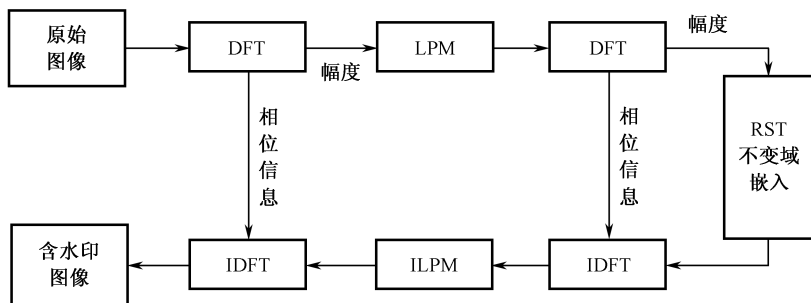 原始
图像
DFT
幅度
LPM
DFT
幅度
相位信息
相位信息
RST
不变域
嵌入
含水印
图像
IDFT
ILPM
IDFT